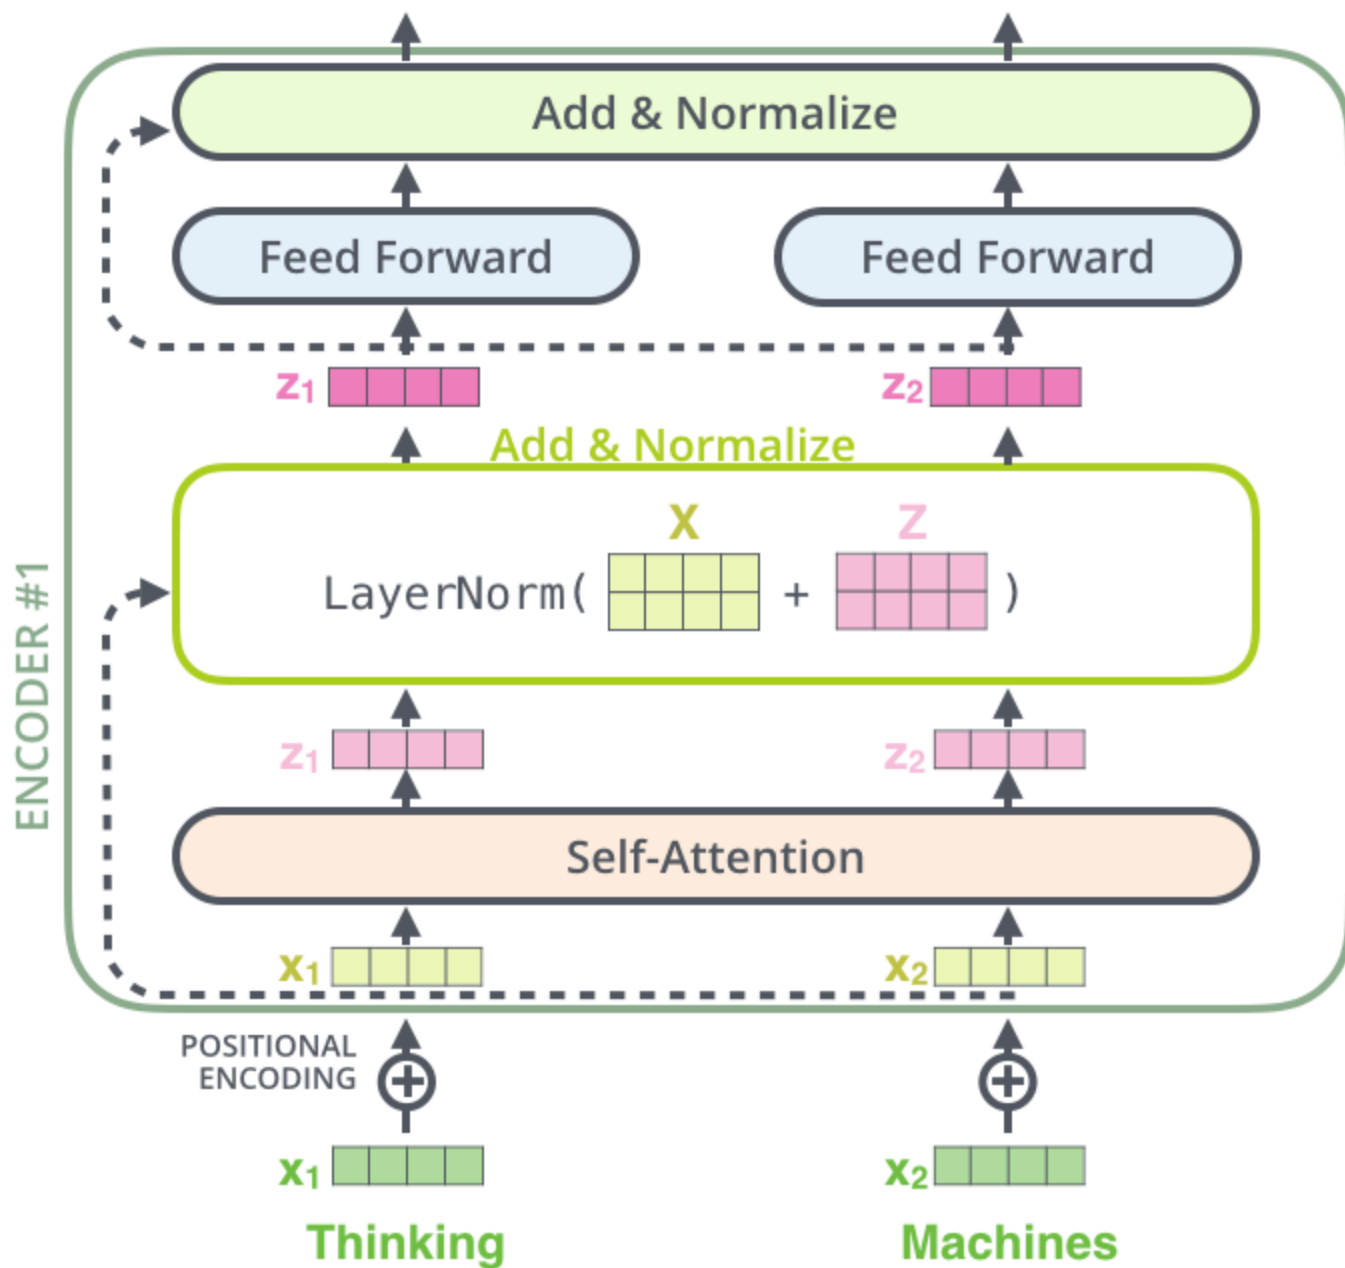 Add & Normalize
Feed Forward
Feed Forward
z1
z2
Add & Normalize
X
Z
LayerNorm(
+
)
ENCODER #1
z1
z2
Self-Attention
x1
x2
POSITIONAL
ENCODING
x1
x2
Thinking
Machines